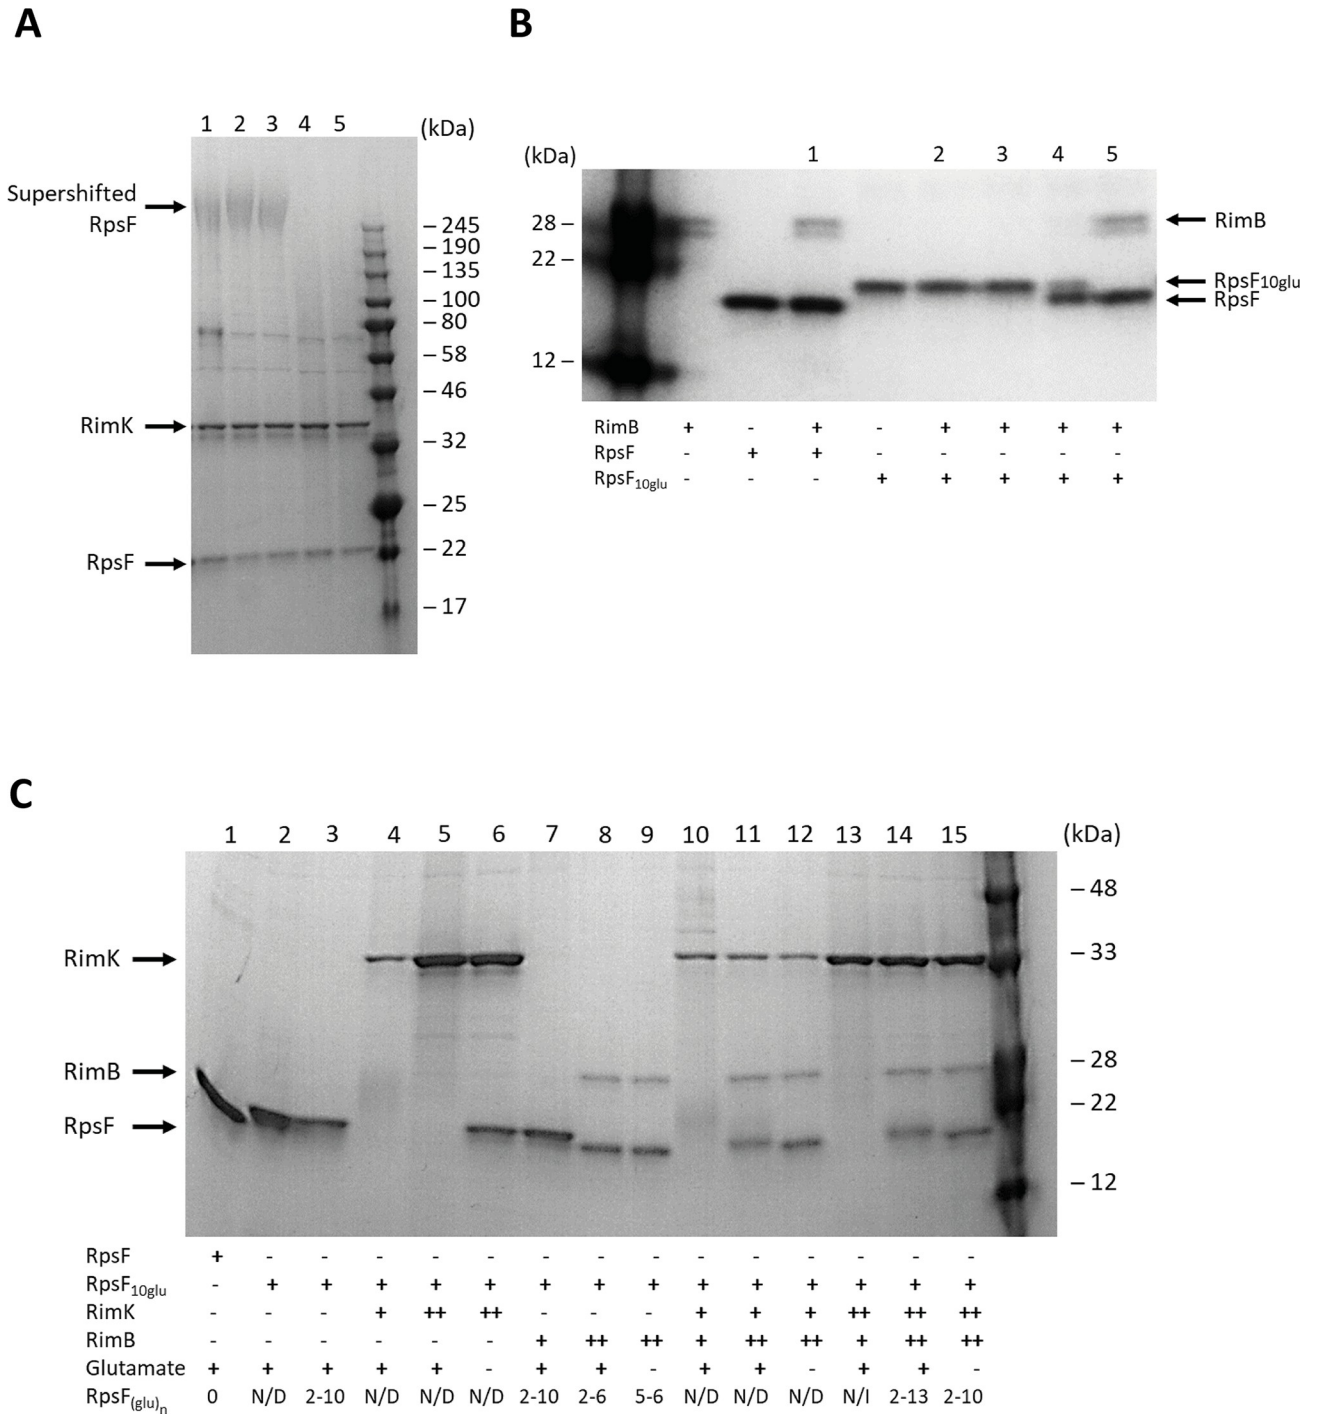 A
1 2 3 4 5 (kDa)
Supershifted
RpsF
– 245
– 190
– 135
– 100
– 80
– 58
– 46
RimK
– 32
– 25
– 22
RpsF
– 17
B
(kDa) 1 2 3 4 5
28 –
RimB
22 –
RpsF10glu
RpsF
12 –
RimB + - + - + + + +
RpsF - + + - - - - -
RpsF10glu - - - + + + + +
C
1 2 3 4 5 6 7 8 9 10 11 12 13 14 15 (kDa)
– 48
RimK – 33
RimB – 28
– 22
RpsF
– 12
RpsF + - - - - - - - - - - - - - -
RpsF10glu - + + + + + + + + + + + + + +
RimK - - - + ++ ++ - - - + + + ++ ++ ++
RimB - - - - - - + ++ ++ + ++ ++ + ++ ++
Glutamate + + + + + - + + - + + - + + -
RpsF(glu)n 0 N/D 2-10 N/D N/D N/D 2-10 2-6 5-6 N/D N/D N/D N/I 2-13 2-10